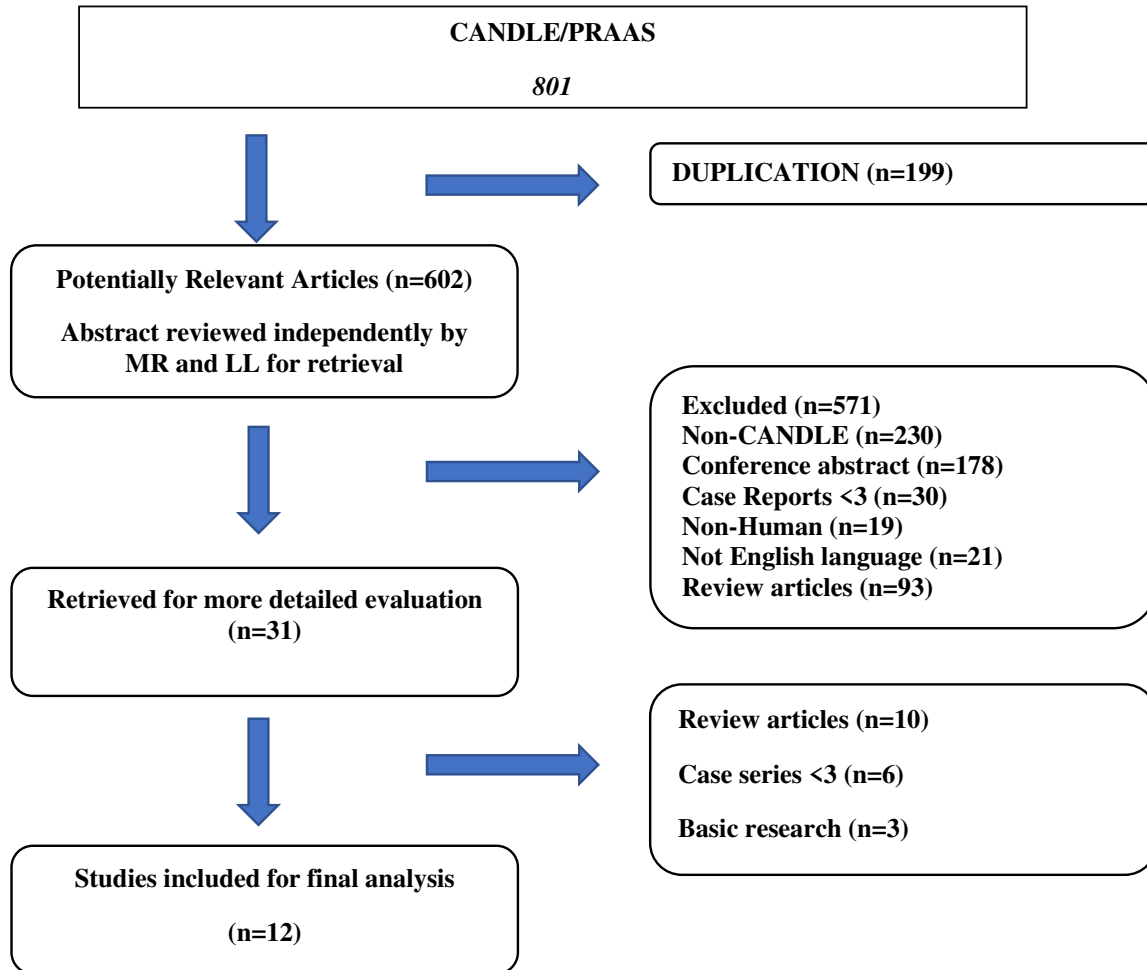 CANDLE/PRAAS
801
DUPLICATION (n=199)
Potentially Relevant Articles (n=602)
Abstract reviewed independently by
MR and LL for retrieval
Excluded (n=571)
Non-CANDLE (n=230)
Conference abstract (n=178)
Case Reports <3 (n=30)
Non-Human (n=19)
Not English language (n=21)
Review articles (n=93)
Retrieved for more detailed evaluation
(n=31)
Review articles (n=10)
Case series <3 (n=6)
Basic research (n=3)
Studies included for final analysis
(n=12)